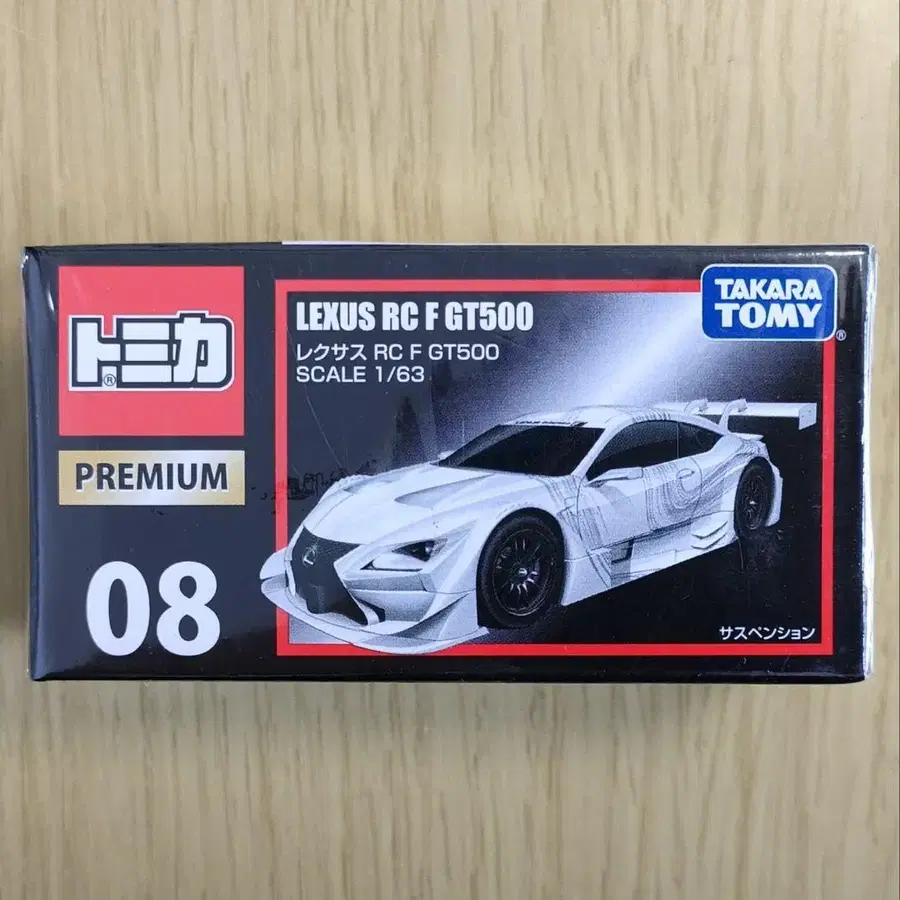 トミカ
®
PREMIUM
08
LEXUS RC F GT500
レクサス RC F GT500
SCALE 1/63
TAKARA
TOMY
®
サスペンション